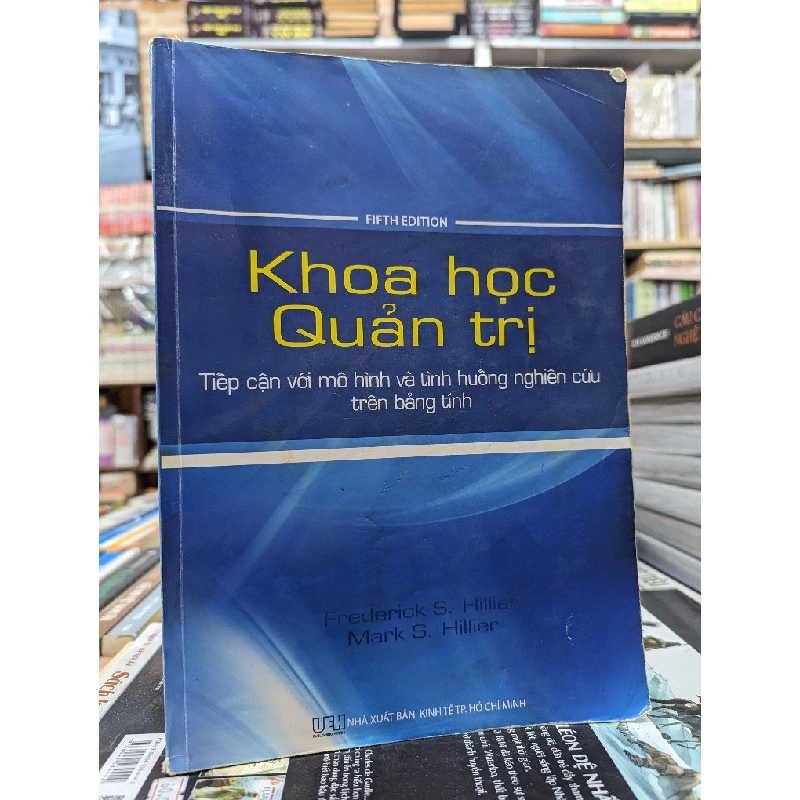 FIFTH EDITION
Khoa học
Quản trị
Tiếp cận với mô hình và tình huống nghiên cứu
trên bảng tính
Frederick S. Hillier
Mark S. Hillier
UEH NHÀ XUẤT BẢN KINH TẾ TP. HỒ CHÍ MINH